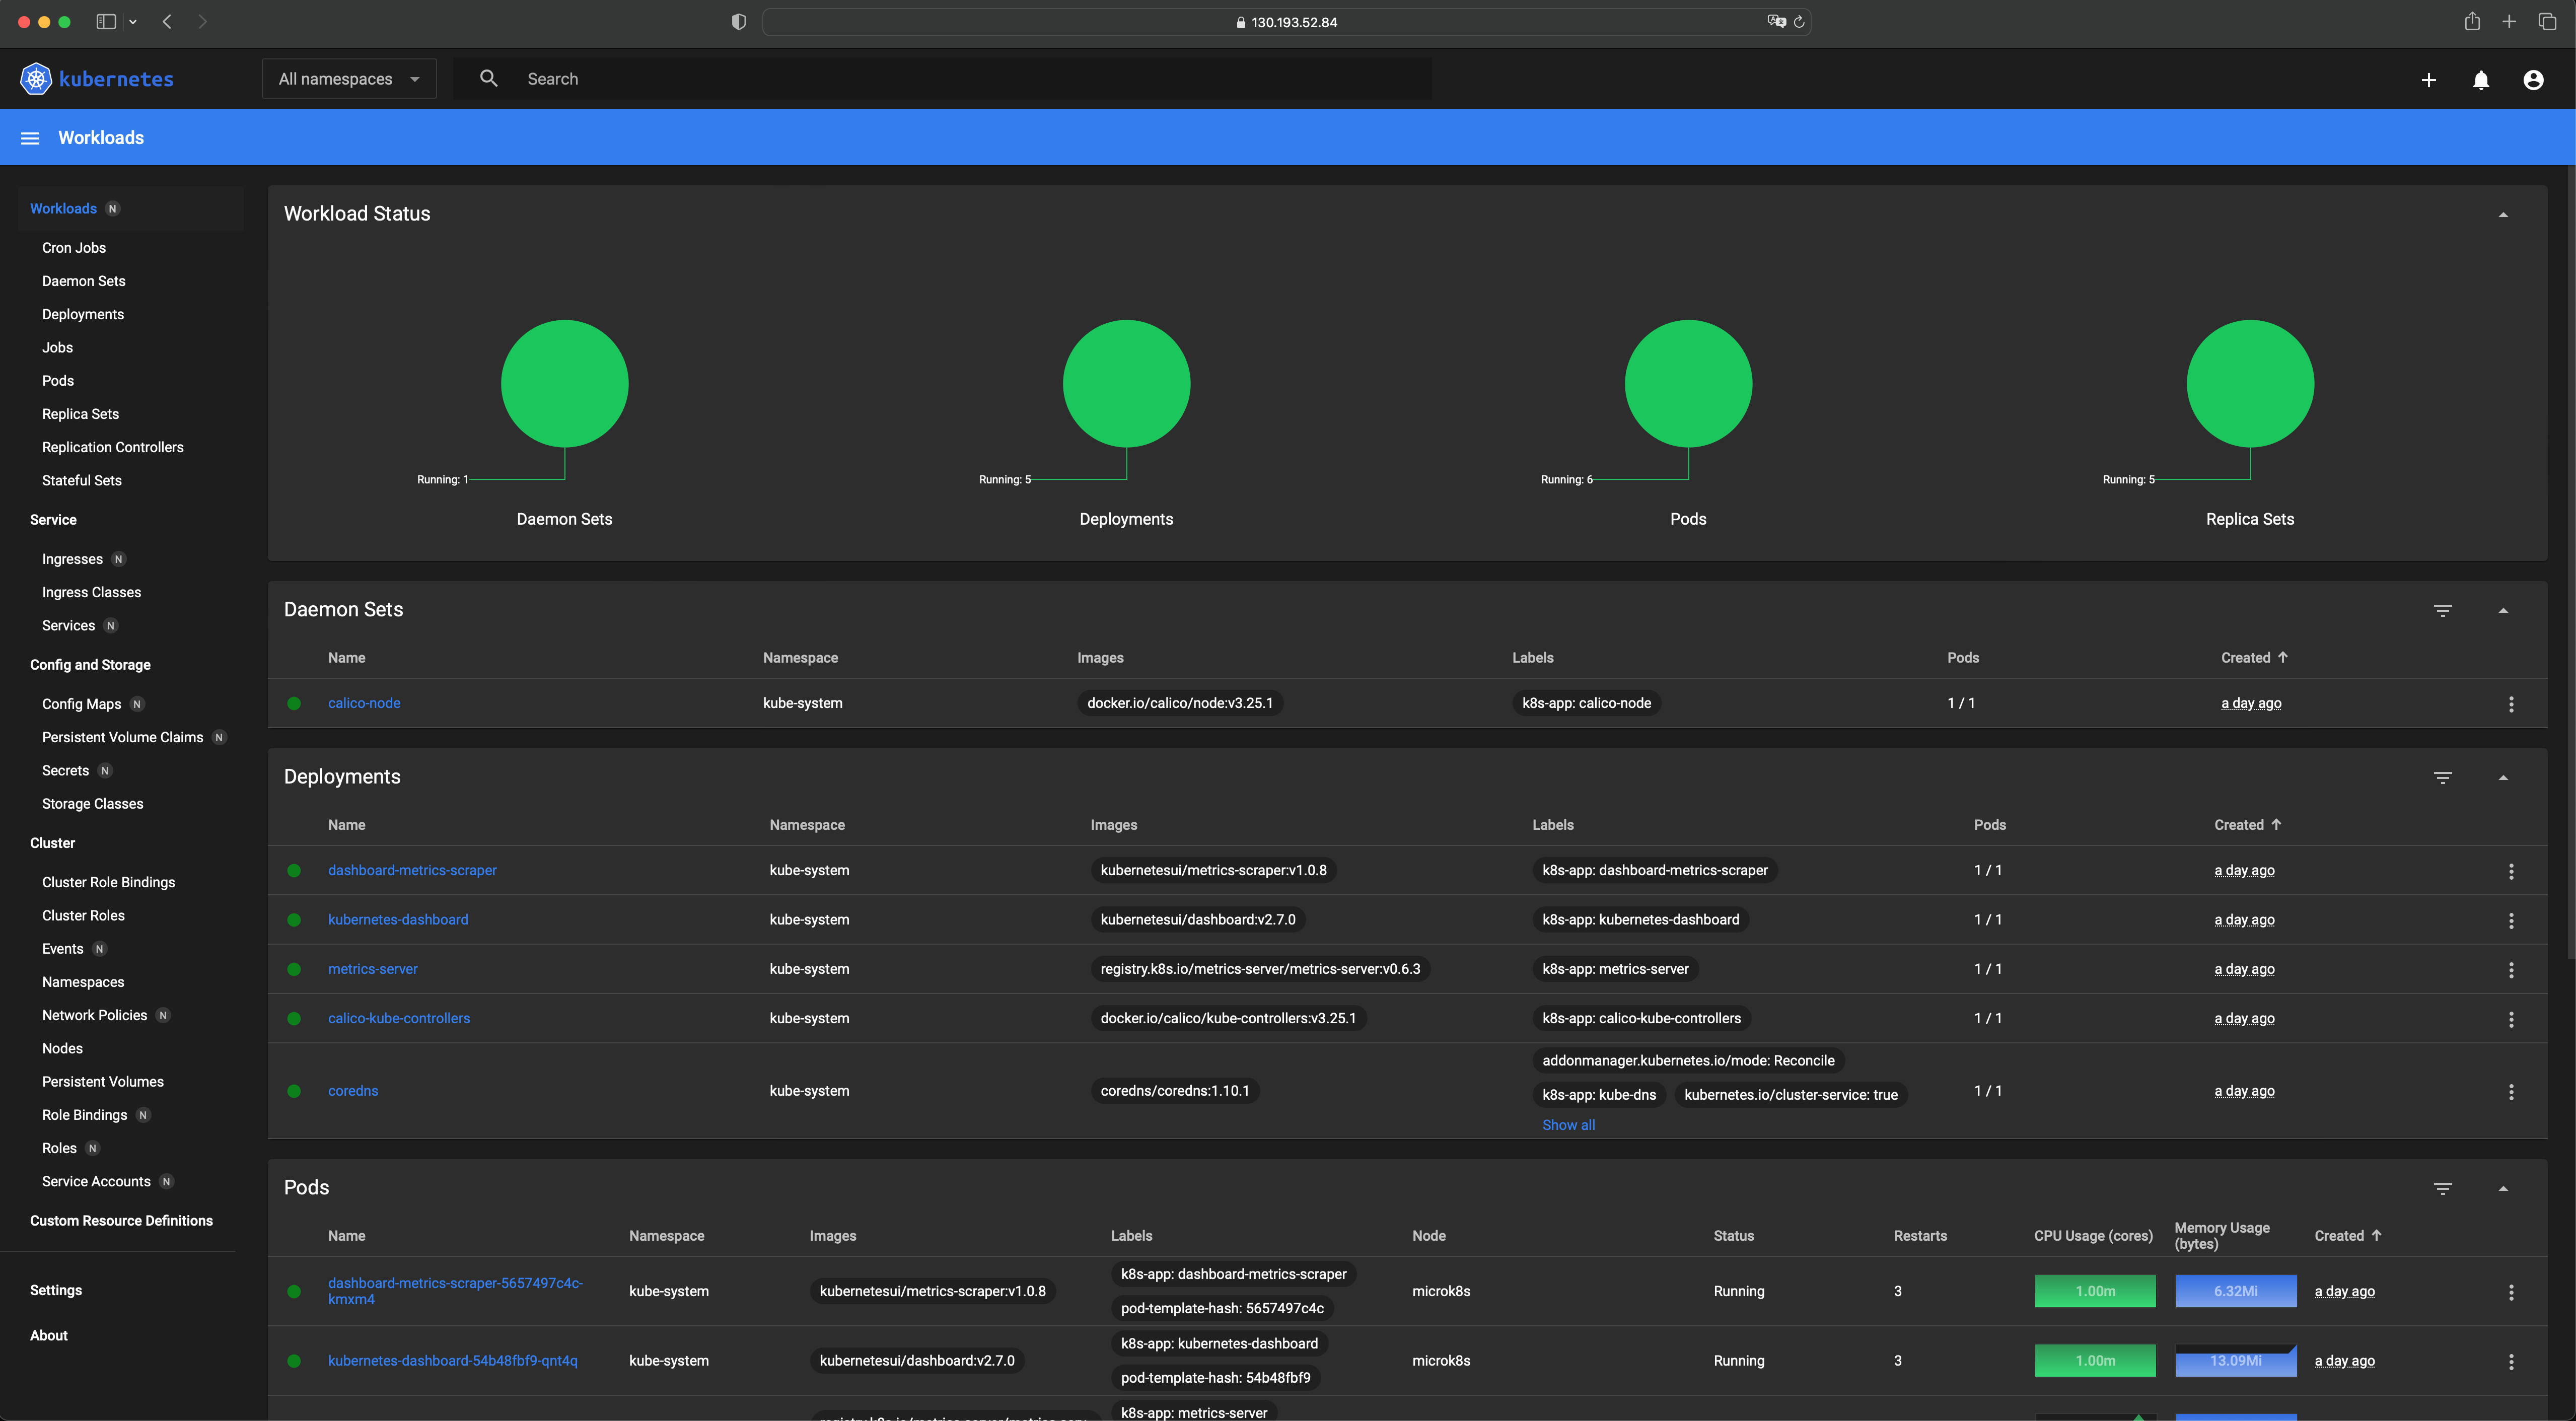 130.193.52.84
kubernetes
All namespaces
Search
Workloads
Workloads N
Cron Jobs
Daemon Sets
Deployments
Jobs
Pods
Replica Sets
Replication Controllers
Stateful Sets
Service
Ingresses N
Ingress Classes
Services N
Config and Storage
Config Maps N
Persistent Volume Claims N
Secrets N
Storage Classes
Cluster
Cluster Role Bindings
Cluster Roles
Events N
Namespaces
Network Policies N
Nodes
Persistent Volumes
Role Bindings N
Roles N
Service Accounts N
Custom Resource Definitions
Settings
About
Workload Status
Running: 1 Running: 5 Running: 6 Running: 5
Daemon Sets Deployments Pods Replica Sets
Daemon Sets
Name Namespace Images Labels Pods Created
calico-node kube-system docker.io/calico/node:v3.25.1 k8s-app: calico-node 1 / 1 a day ago
Deployments
Name Namespace Images Labels Pods Created
dashboard-metrics-scraper kube-system kubernetesui/metrics-scraper:v1.0.8 k8s-app: dashboard-metrics-scraper 1 / 1 a day ago
kubernetes-dashboard kube-system kubernetesui/dashboard:v2.7.0 k8s-app: kubernetes-dashboard 1 / 1 a day ago
metrics-server kube-system registry.k8s.io/metrics-server/metrics-server:v0.6.3 k8s-app: metrics-server 1 / 1 a day ago
calico-kube-controllers kube-system docker.io/calico/kube-controllers:v3.25.1 k8s-app: calico-kube-controllers 1 / 1 a day ago
addonmanager.kubernetes.io/mode: Reconcile
coredns kube-system coredns/coredns:1.10.1 k8s-app: kube-dns kubernetes.io/cluster-service: true 1 / 1 a day ago
Show all
Pods
Name Namespace Images Labels Node Status Restarts CPU Usage (cores) Memory Usage (bytes) Created
dashboard-metrics-scraper-5657497c4c-
kmxm4 kube-system kubernetesui/metrics-scraper:v1.0.8 k8s-app: dashboard-metrics-scraper
pod-template-hash: 5657497c4c microk8s Running 3 1.00m 6.32Mi a day ago
kubernetes-dashboard-54b48fbf9-qnt4q kube-system kubernetesui/dashboard:v2.7.0 k8s-app: kubernetes-dashboard
pod-template-hash: 54b48fbf9 microk8s Running 3 1.00m 13.09Mi a day ago
k8s-app: metrics-server